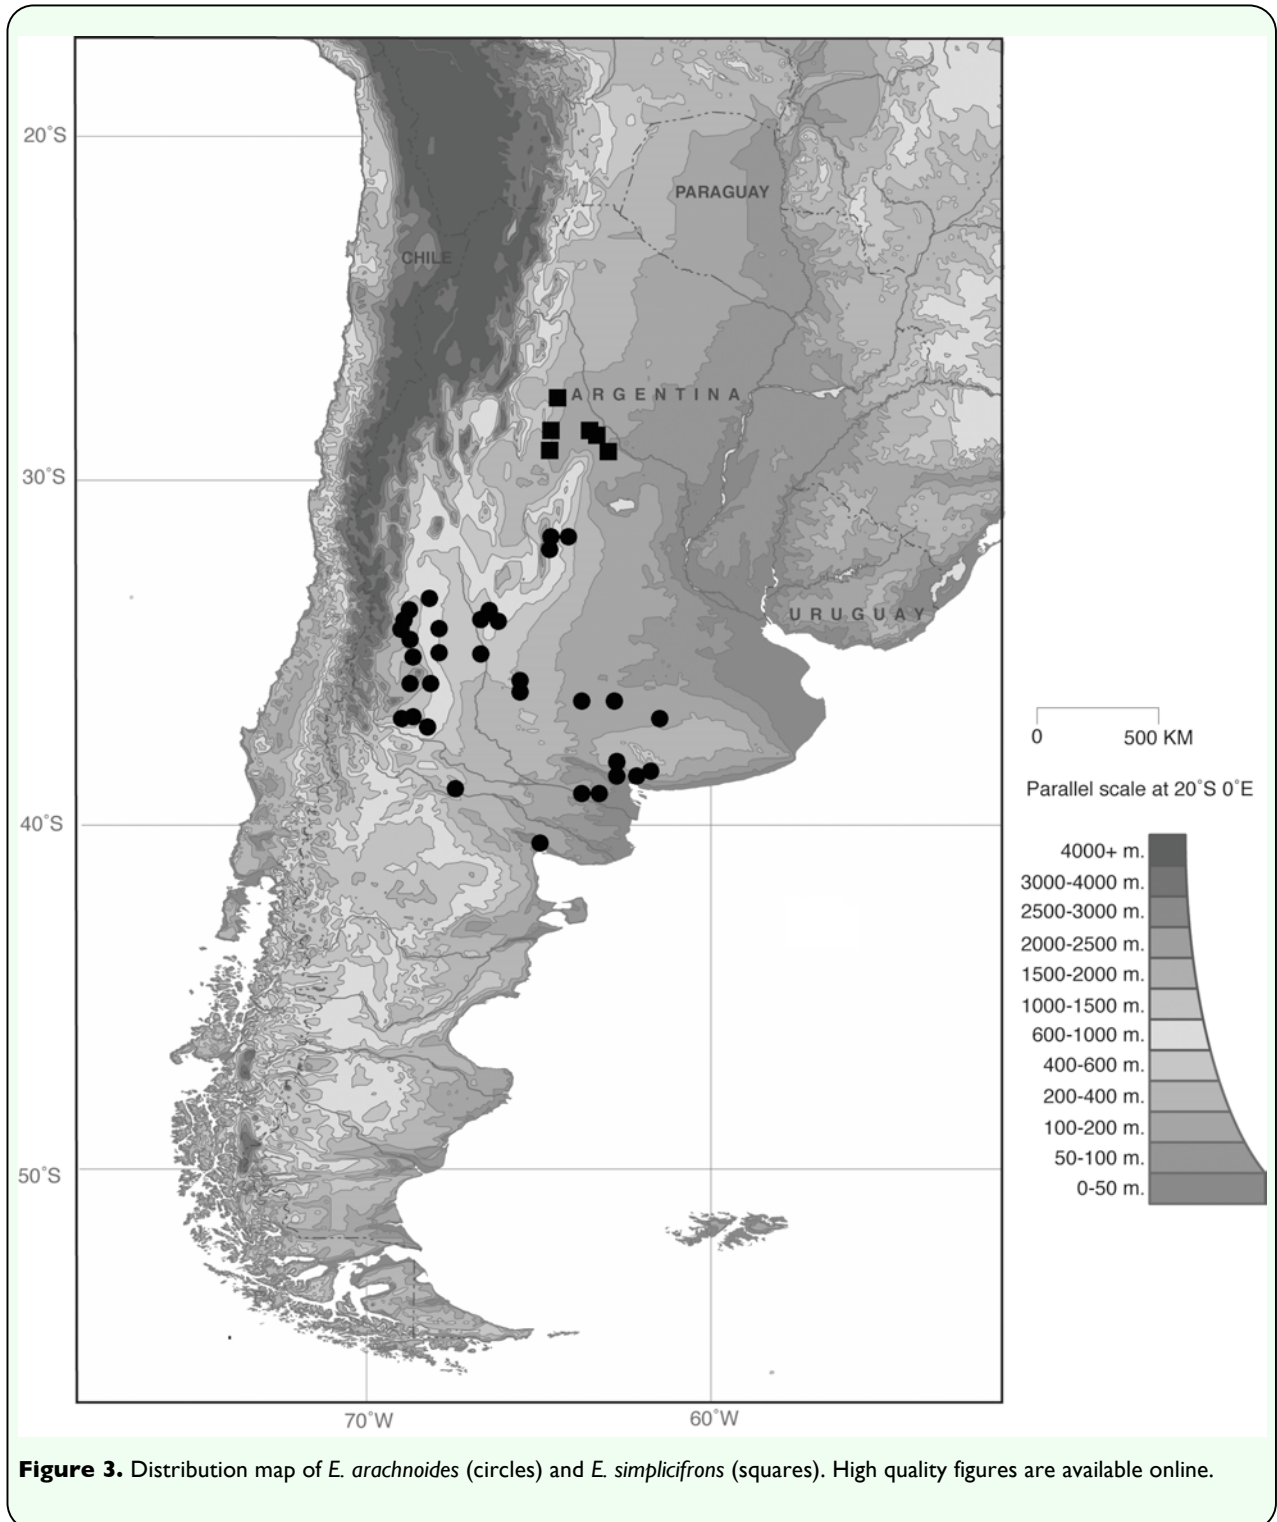 20°S
PARAGUAY
CHILE
ARGENTINA
30°S
URUGUAY
0 500 KM
Parallel scale at 20°S 0°E
40°S
4000+ m.
3000-4000 m.
2500-3000 m.
2000-2500 m.
1500-2000 m.
1000-1500 m.
600-1000 m.
400-600 m.
200-400 m.
100-200 m.
50-100 m.
0-50 m.
50°S
70°W 60°W
Figure 3. Distribution map of E. arachnoides (circles) and E. simplicifrons (squares). High quality figures are available online.